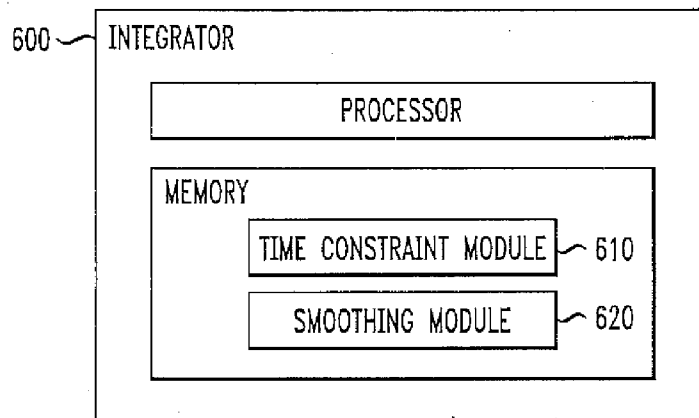 600 INTEGRATOR
PROCESSOR
MEMORY
TIME CONSTRAINT MODULE 610
SMOOTHING MODULE 620